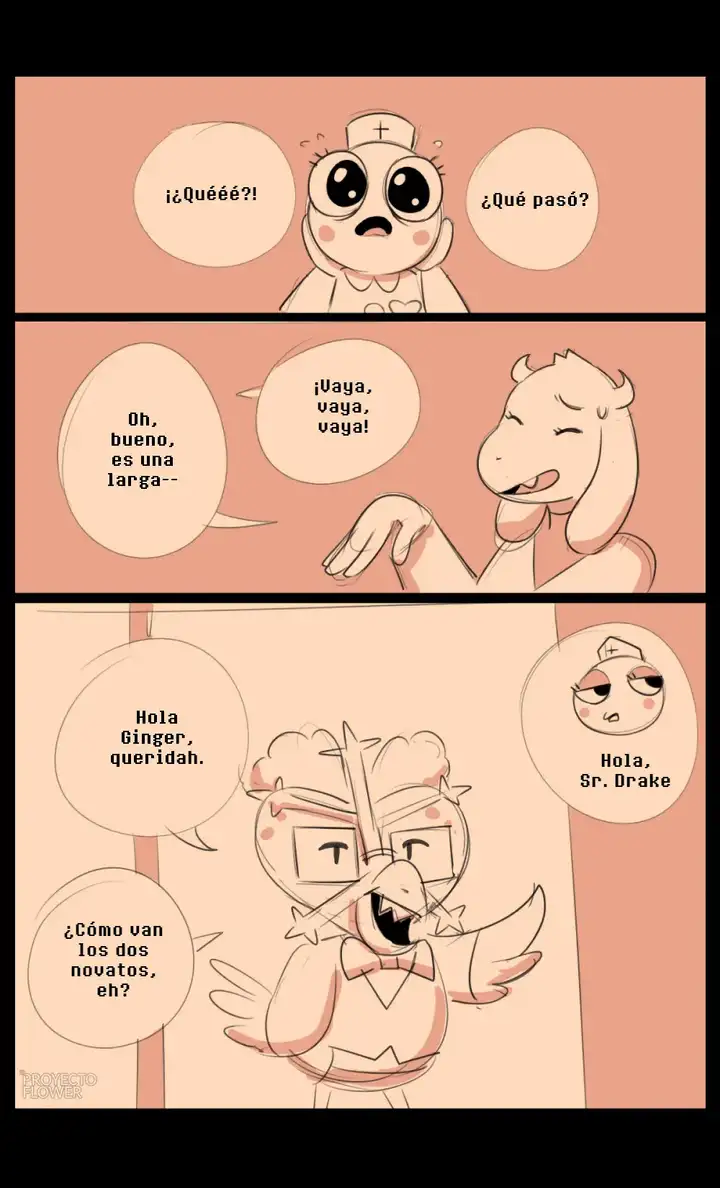 ¡¿Quééé?!
¿Qué pasó?
¡Vaya,
vaya,
vaya!
Oh,
bueno,
es una
larga--
Hola
Ginger,
queridah.
Hola,
Sr. Drake
¿Cómo van
los dos
novatos,
eh?
PROYECTO
FLOWER